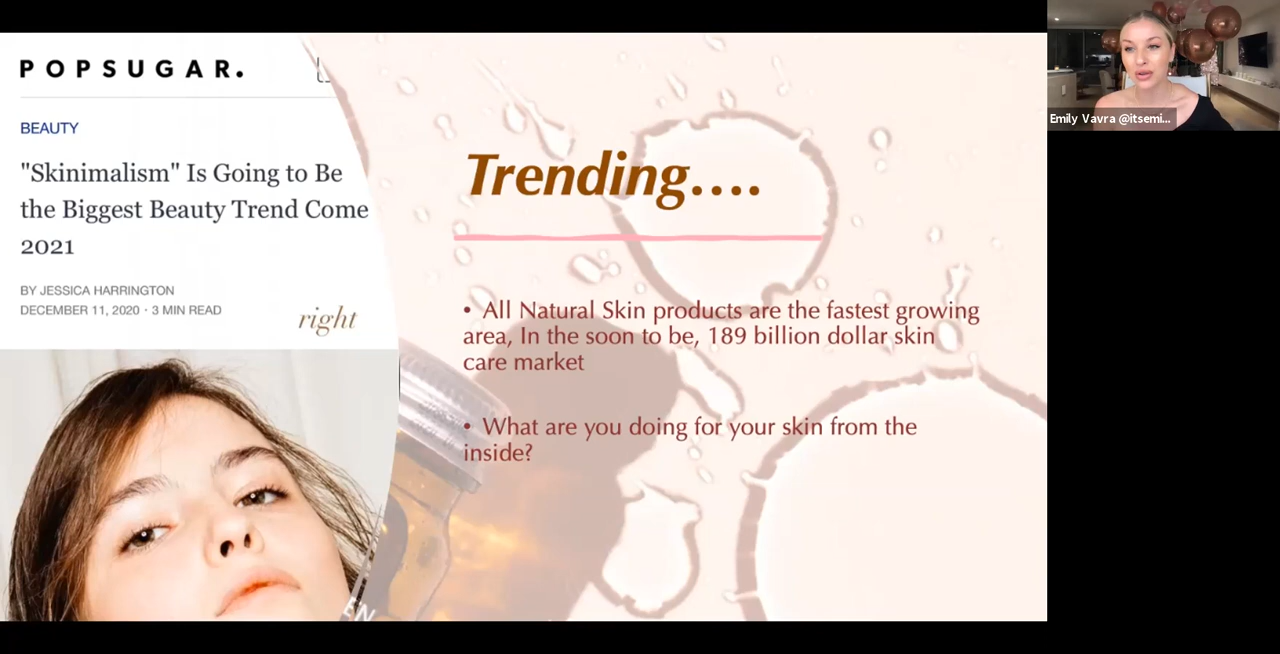 POPSUGAR.
BEAUTY
"Skinimalism" Is Going to Be
the Biggest Beauty Trend Come
2021
BY JESSICA HARRINGTON
DECEMBER 11, 2020 · 3 MIN READ
right
Trending....
• All Natural Skin products are the fastest growing
area, In the soon to be, 189 billion dollar skin
care market
• What are you doing for your skin from the
inside?
EN
Emily Vavra @itsemi...